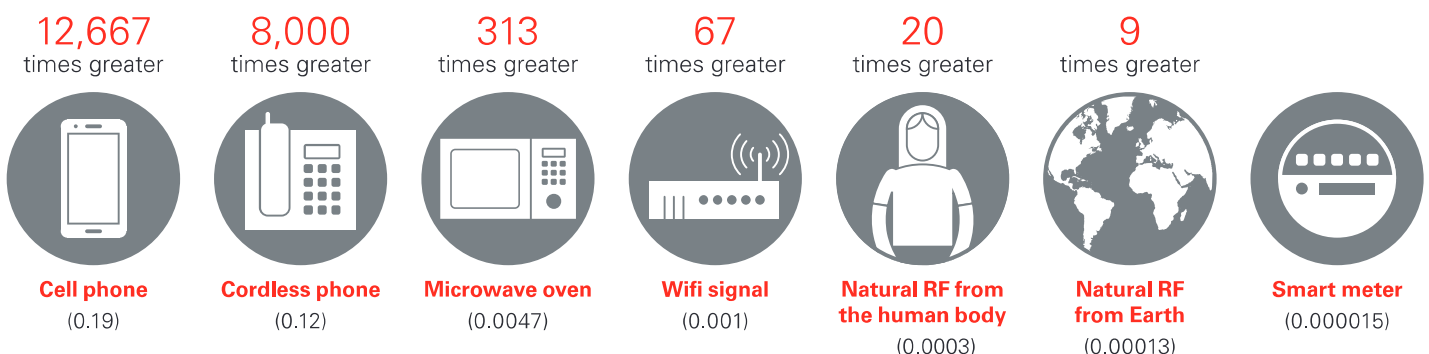 12,667
times greater
Cell phone
(0.19)
8,000
times greater
Cordless phone
(0.12)
313
times greater
Microwave oven
(0.0047)
67
times greater
Wifi signal
(0.001)
20
times greater
Natural RF from
the human body
(0.0003)
9
times greater
Natural RF
from Earth
(0.00013)
Smart meter
(0.000015)